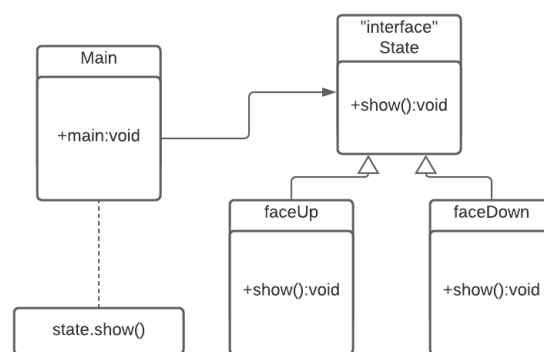 Main
+main:void
"interface"
State
+show():void
faceUp
+show():void
faceDown
+show():void
state.show()